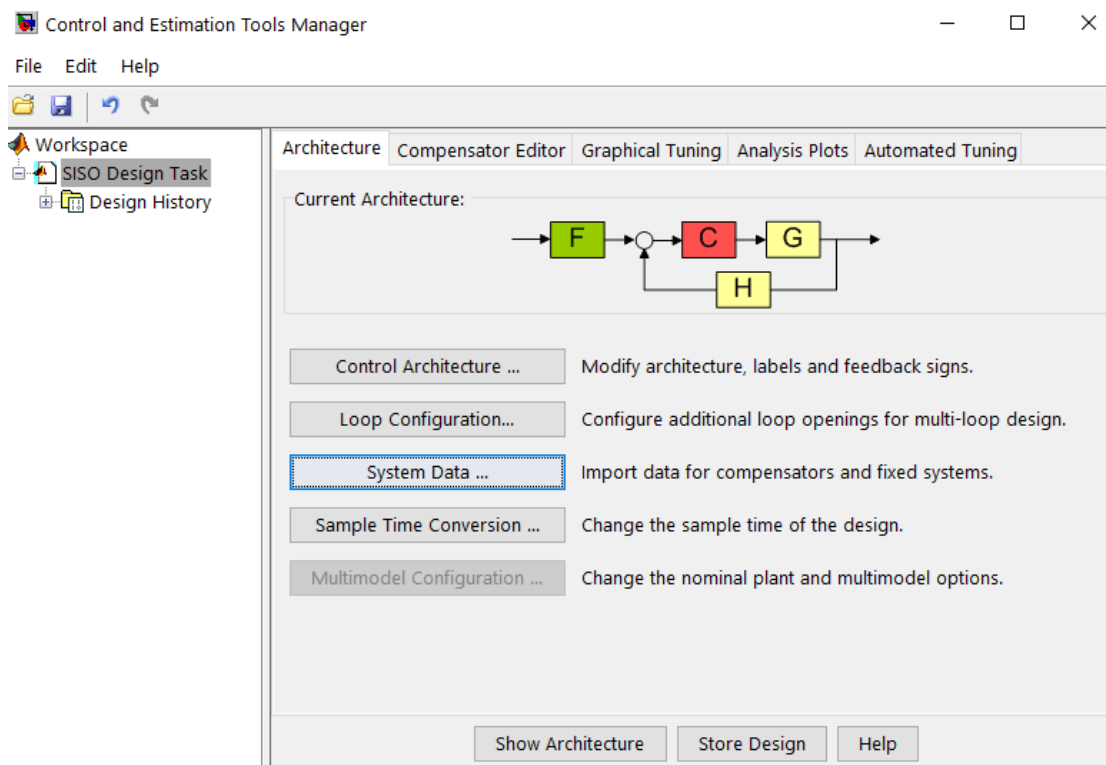 Control and Estimation Tools Manager
File Edit Help
Workspace
SISO Design Task
Design History
Architecture Compensator Editor Graphical Tuning Analysis Plots Automated Tuning
Current Architecture:
F C G
H
Control Architecture ... Modify architecture, labels and feedback signs.
Loop Configuration... Configure additional loop openings for multi-loop design.
System Data ... Import data for compensators and fixed systems.
Sample Time Conversion ... Change the sample time of the design.
Multimodel Configuration ... Change the nominal plant and multimodel options.
Show Architecture Store Design Help